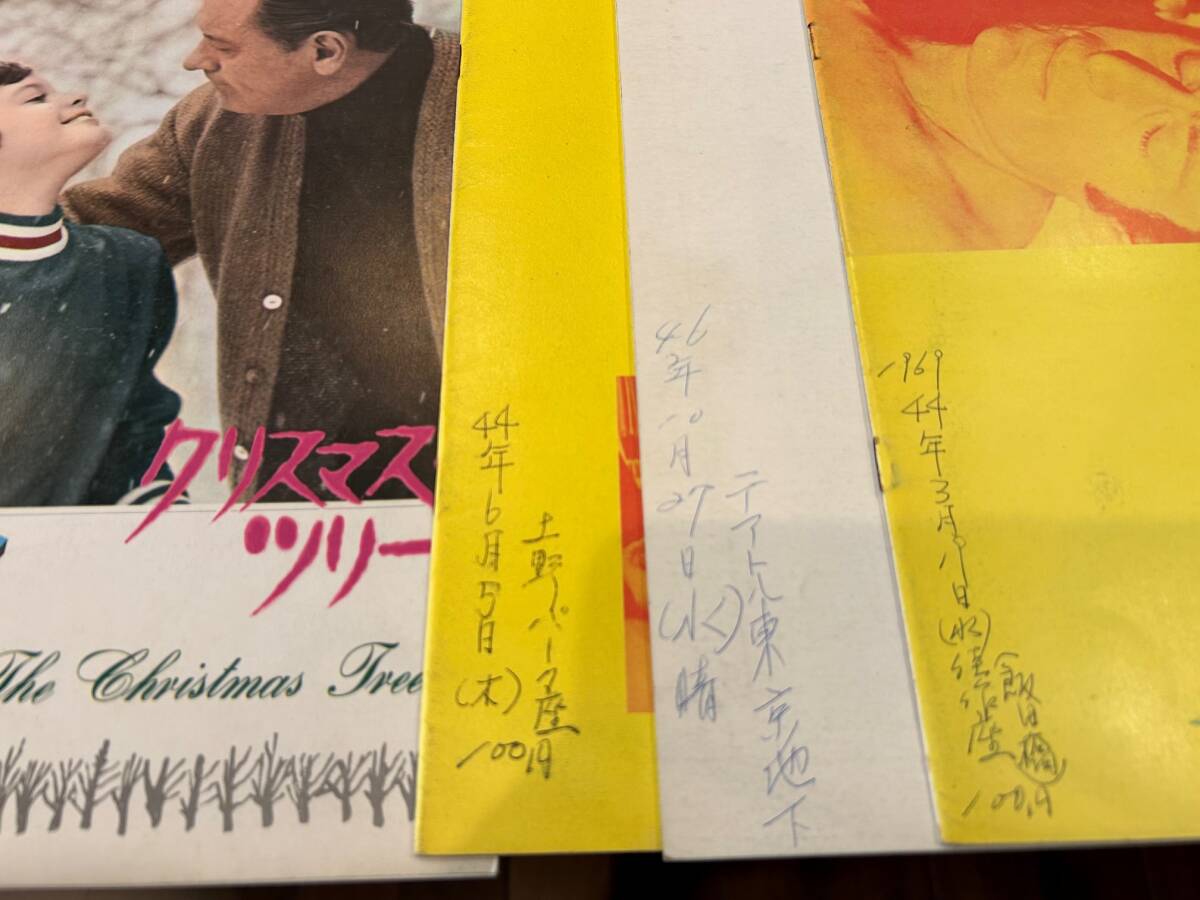 クリスマス
ツリー
The Christmas Tree
44年6月5日(木)
上野パーク座
100円
46年10月27日(水)晴
テアトル東京地下
1969
44年3月19日(水)
飯田橋
佳作座
100円